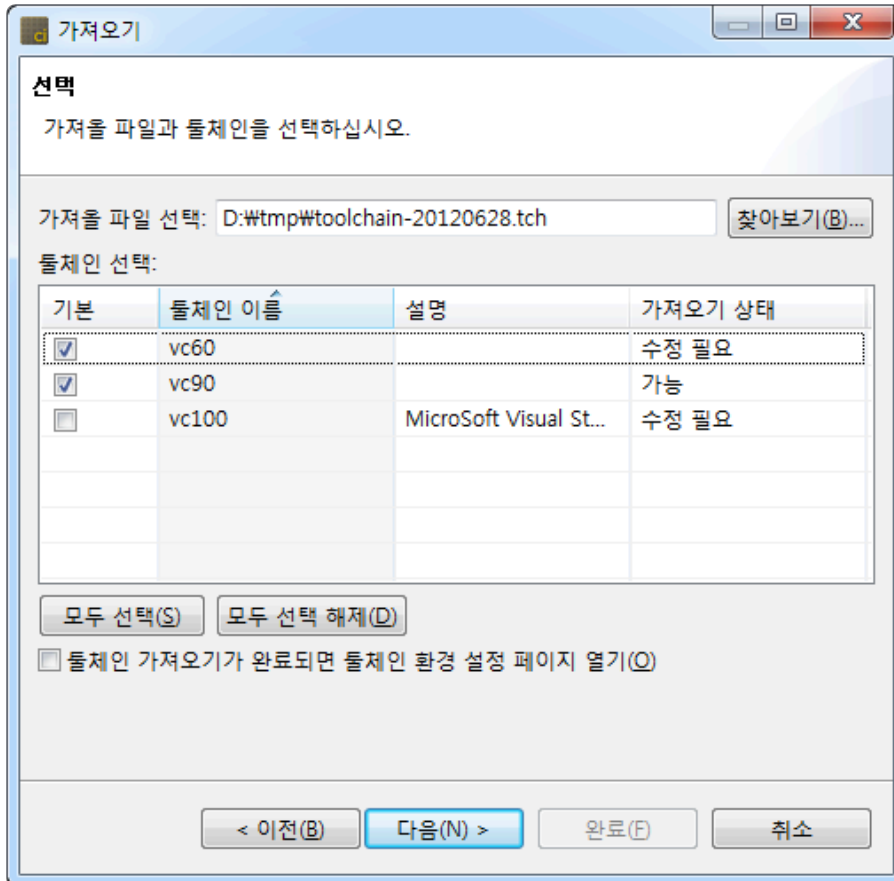 ci 가져오기
선택
가져올 파일과 툴체인을 선택하십시오.
가져올 파일 선택: D:₩tmp₩toolchain-20120628.tch 찾아보기(B)...
툴체인 선택:
기본 툴체인 이름 설명 가져오기 상태
vc60 수정 필요
vc90 가능
vc100 MicroSoft Visual St... 수정 필요
모두 선택(S) 모두 선택 해제(D)
툴체인 가져오기가 완료되면 툴체인 환경 설정 페이지 열기(O)
< 이전(B) 다음(N) > 완료(F) 취소